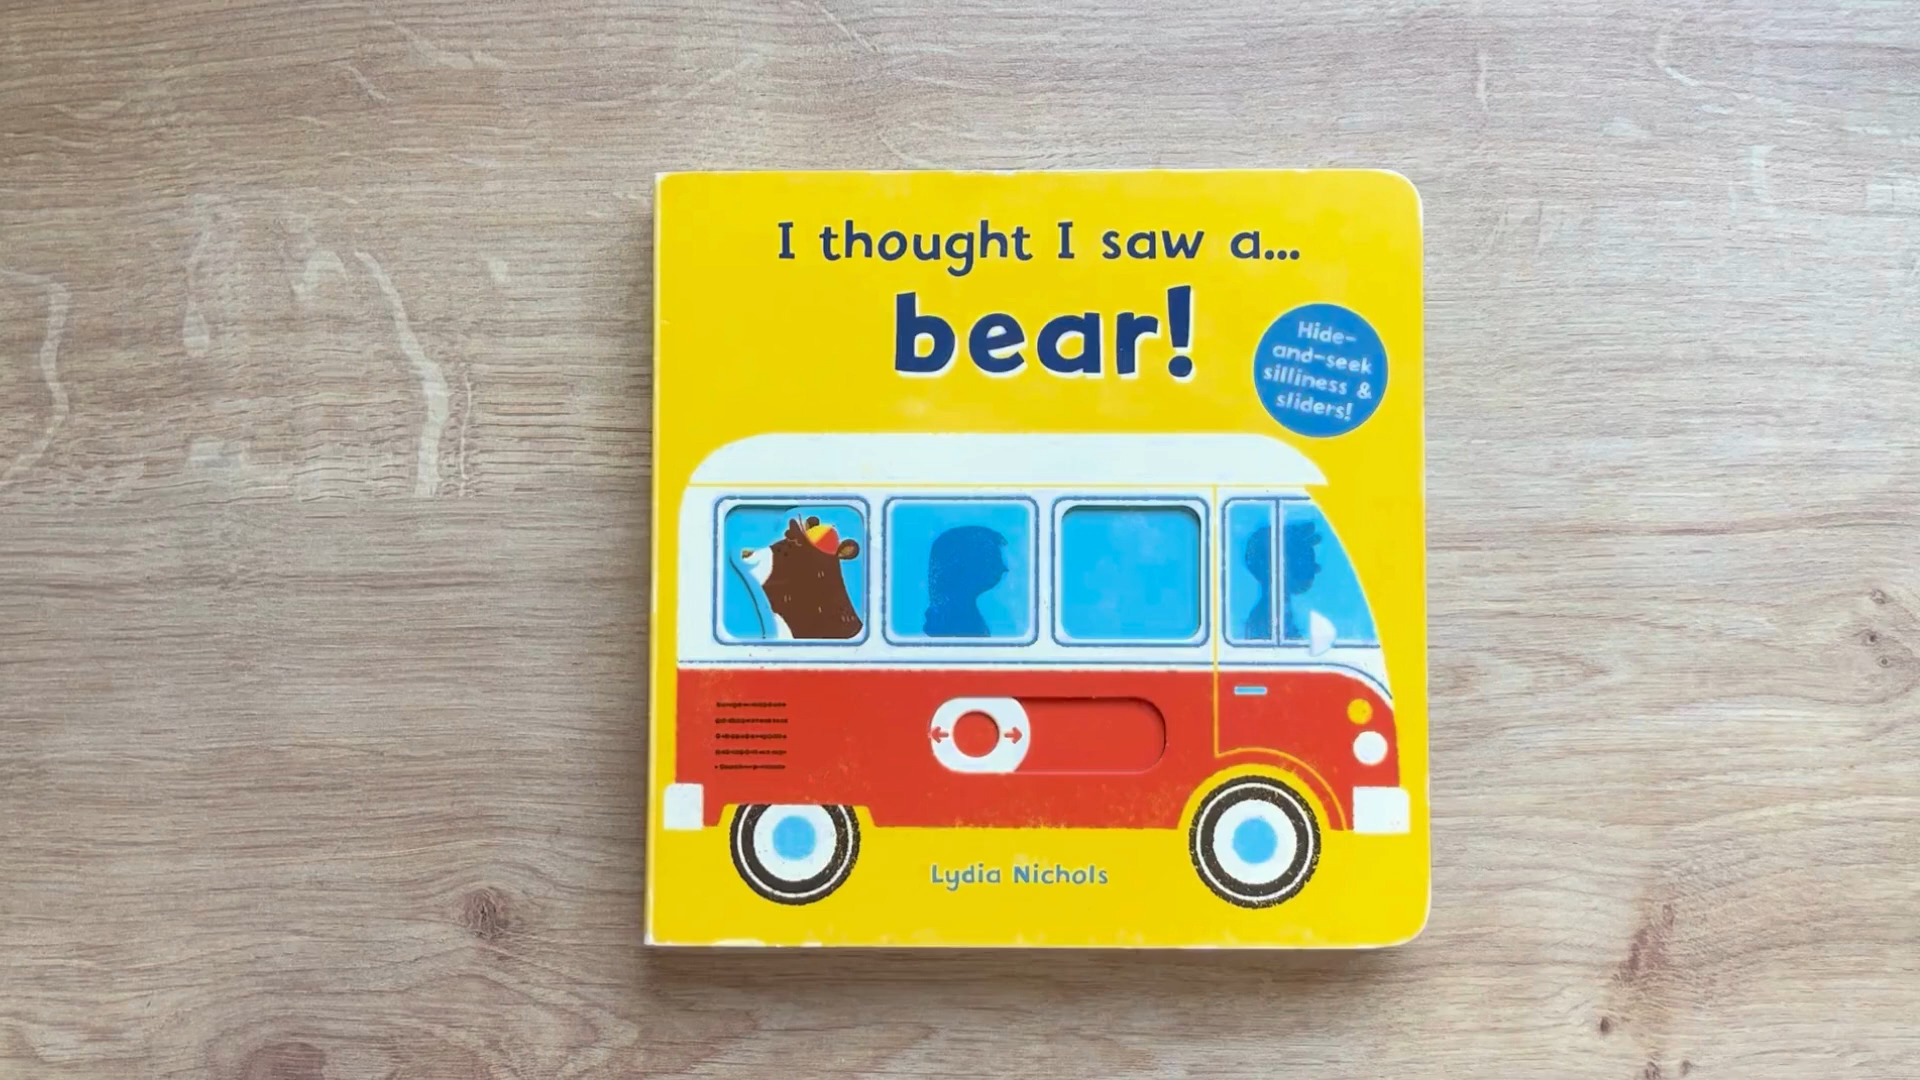 I thought I saw a...
bear!
Hide-
and-seek
silliness &
sliders!
Lydia Nichols